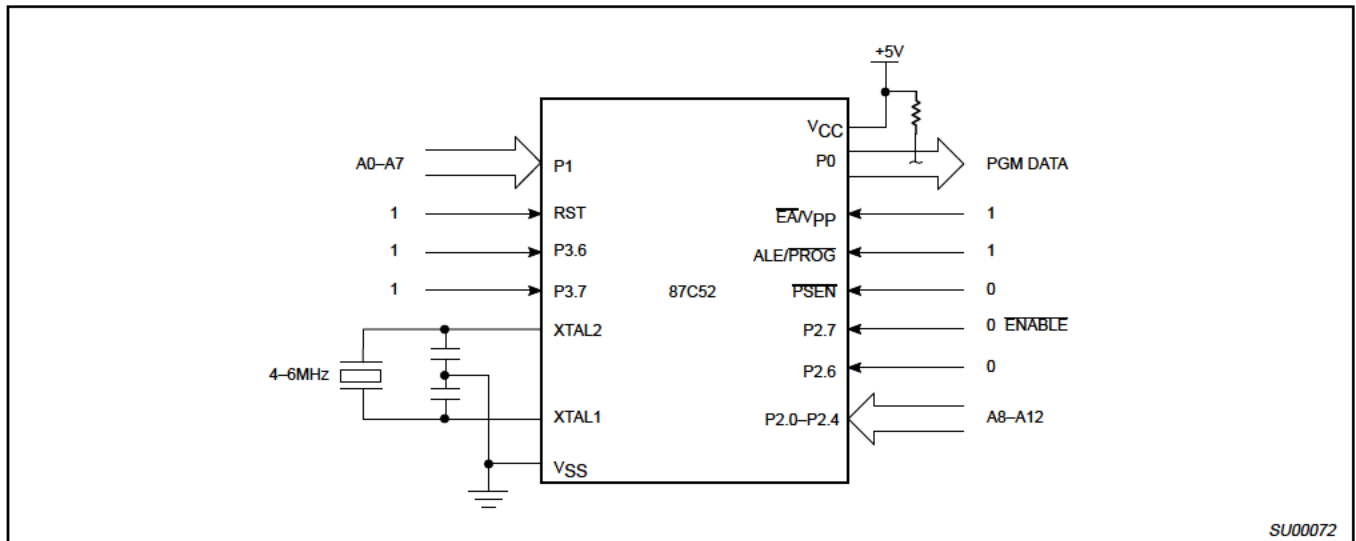 +5V
VCC
A0–A7
P1
P0
PGM DATA
1
RST
EA/VPP
1
1
P3.6
ALE/PROG
1
1
P3.7
87C52
PSEN
0
XTAL2
P2.7
0 ENABLE
4–6MHz
P2.6
0
XTAL1
P2.0–P2.4
A8–A12
VSS
SU00072